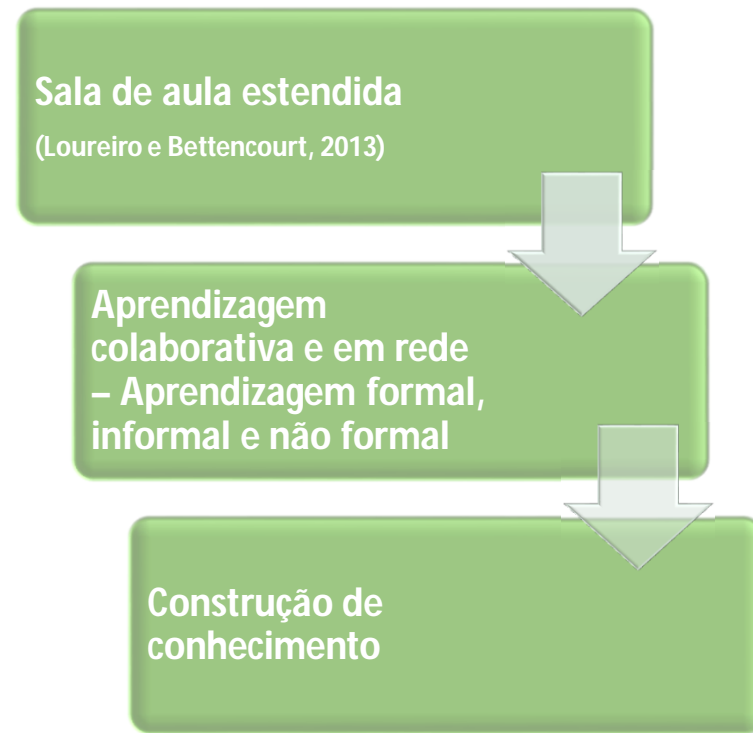 Sala de aula estendida
(Loureiro e Bettencourt, 2013)
Aprendizagem
colaborativa e em rede
– Aprendizagem formal,
informal e não formal
Construção de
conhecimento